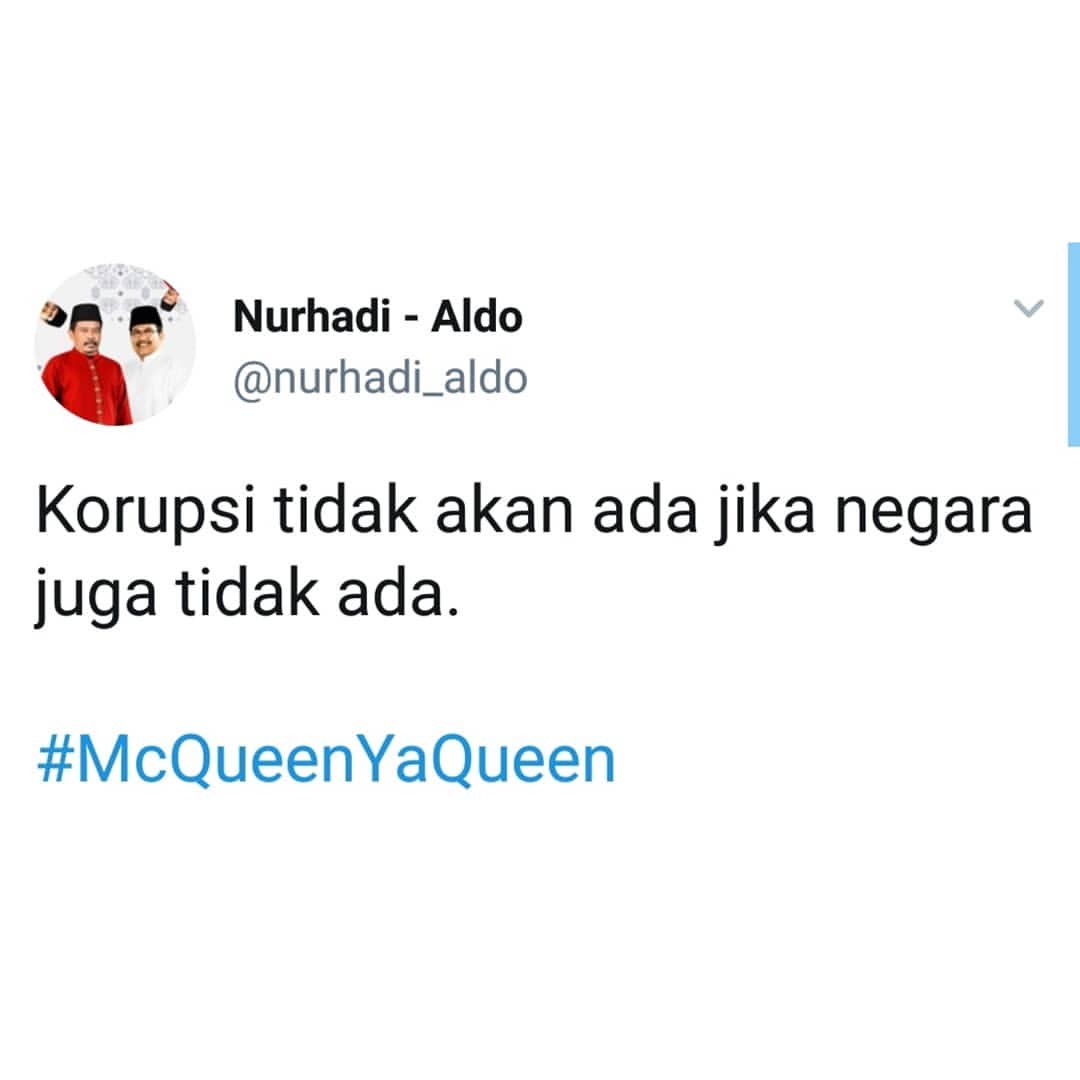 Nurhadi - Aldo
@nurhadi_aldo
Korupsi tidak akan ada jika negara
juga tidak ada.
#McQueenYaQueen